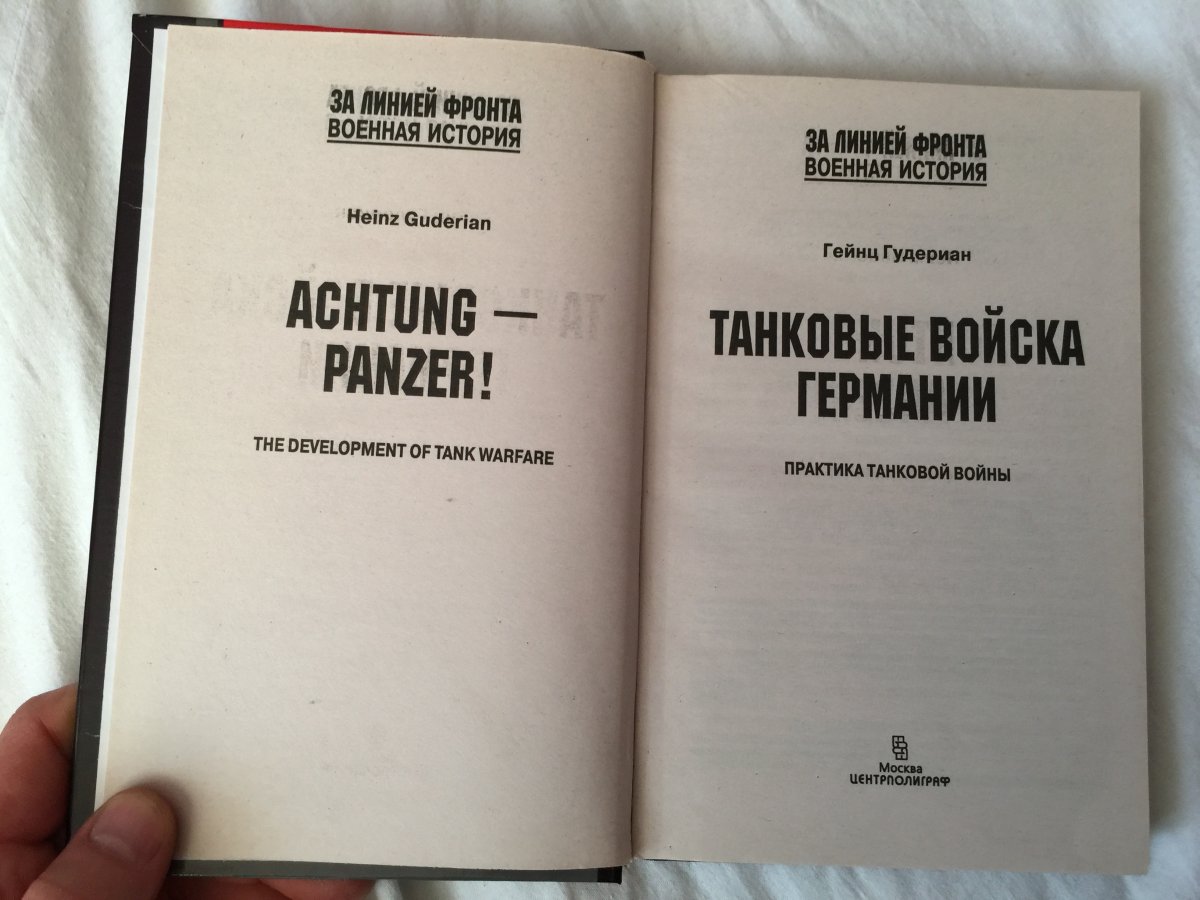 ЗА ЛИНИЕЙ ФРОНТА
ВОЕННАЯ ИСТОРИЯ
Heinz Guderian
ACHTUNG —
PANZER!
THE DEVELOPMENT OF TANK WARFARE
ЗА ЛИНИЕЙ ФРОНТА
ВОЕННАЯ ИСТОРИЯ
Гейнц Гудериан
ТАНКОВЫЕ ВОЙСКА
ГЕРМАНИИ
ПРАКТИКА ТАНКОВОЙ ВОЙНЫ
Москва
ЦЕНТРПОЛИГРАФ